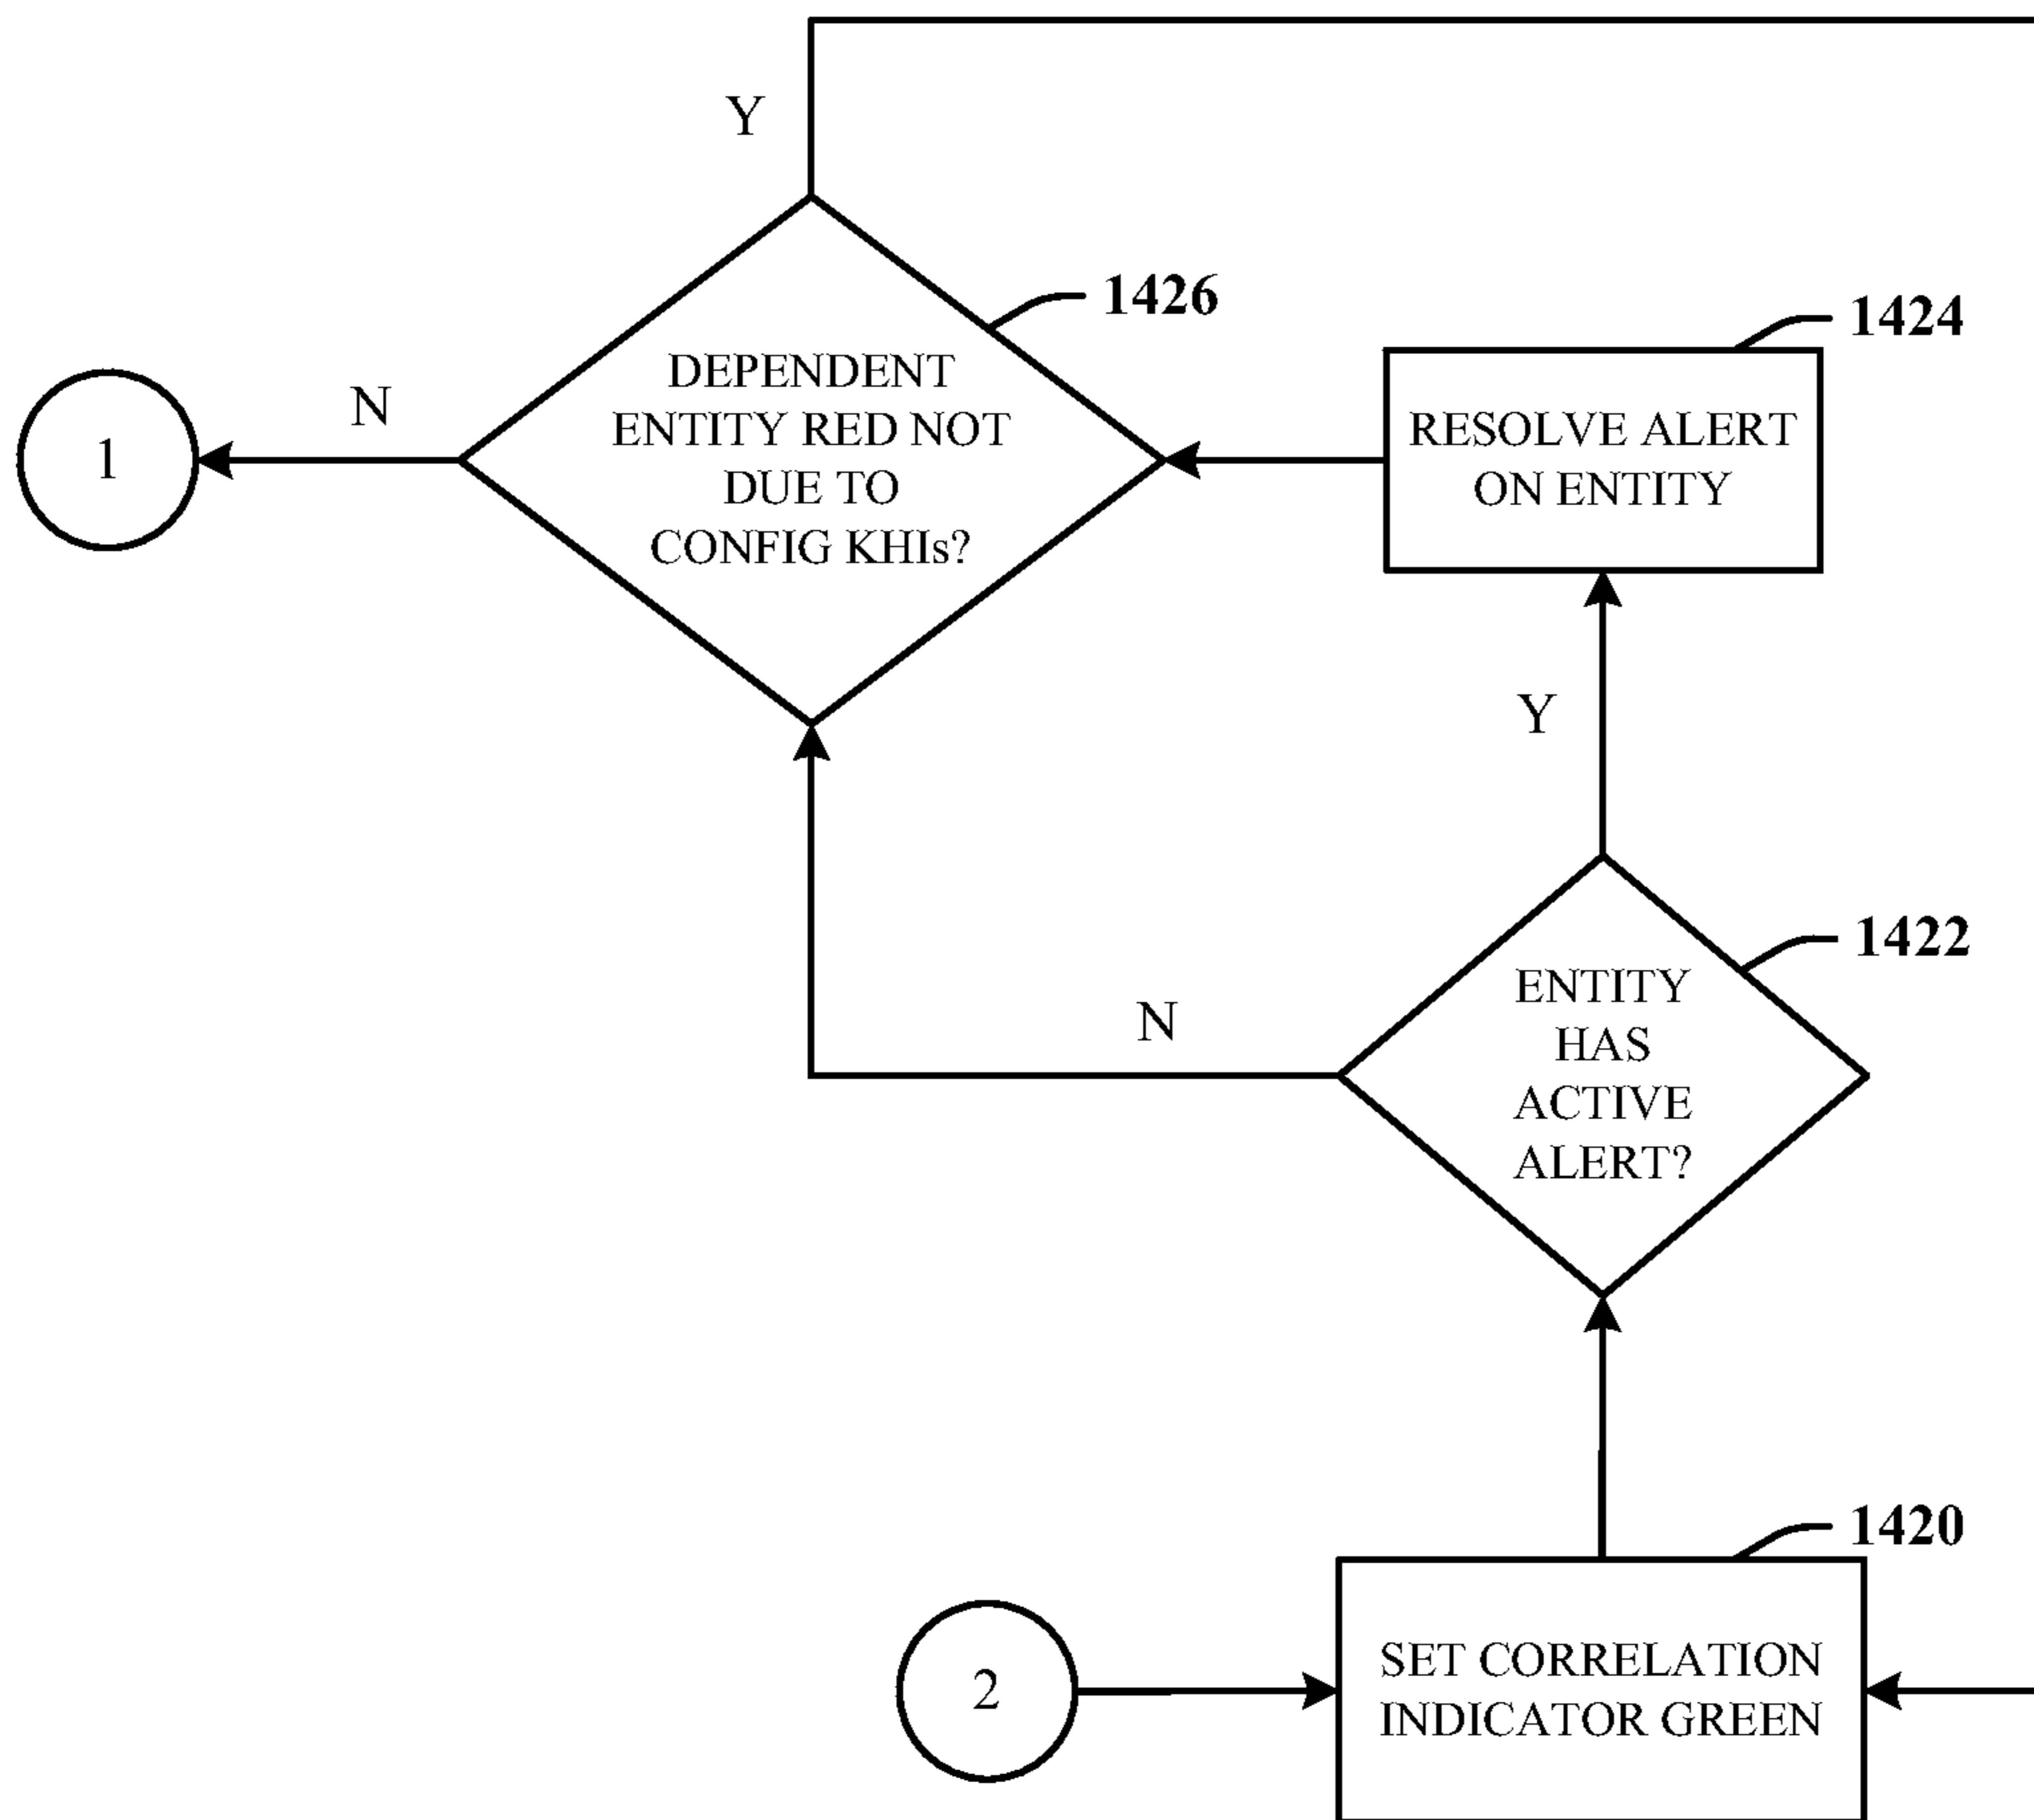 Y
1426
1424
DEPENDENT
ENTITY RED NOT
DUE TO
CONFIG KHIs?
N
1
RESOLVE ALERT
ON ENTITY
Y
1422
N
ENTITY
HAS
ACTIVE
ALERT?
1420
2
SET CORRELATION
INDICATOR GREEN